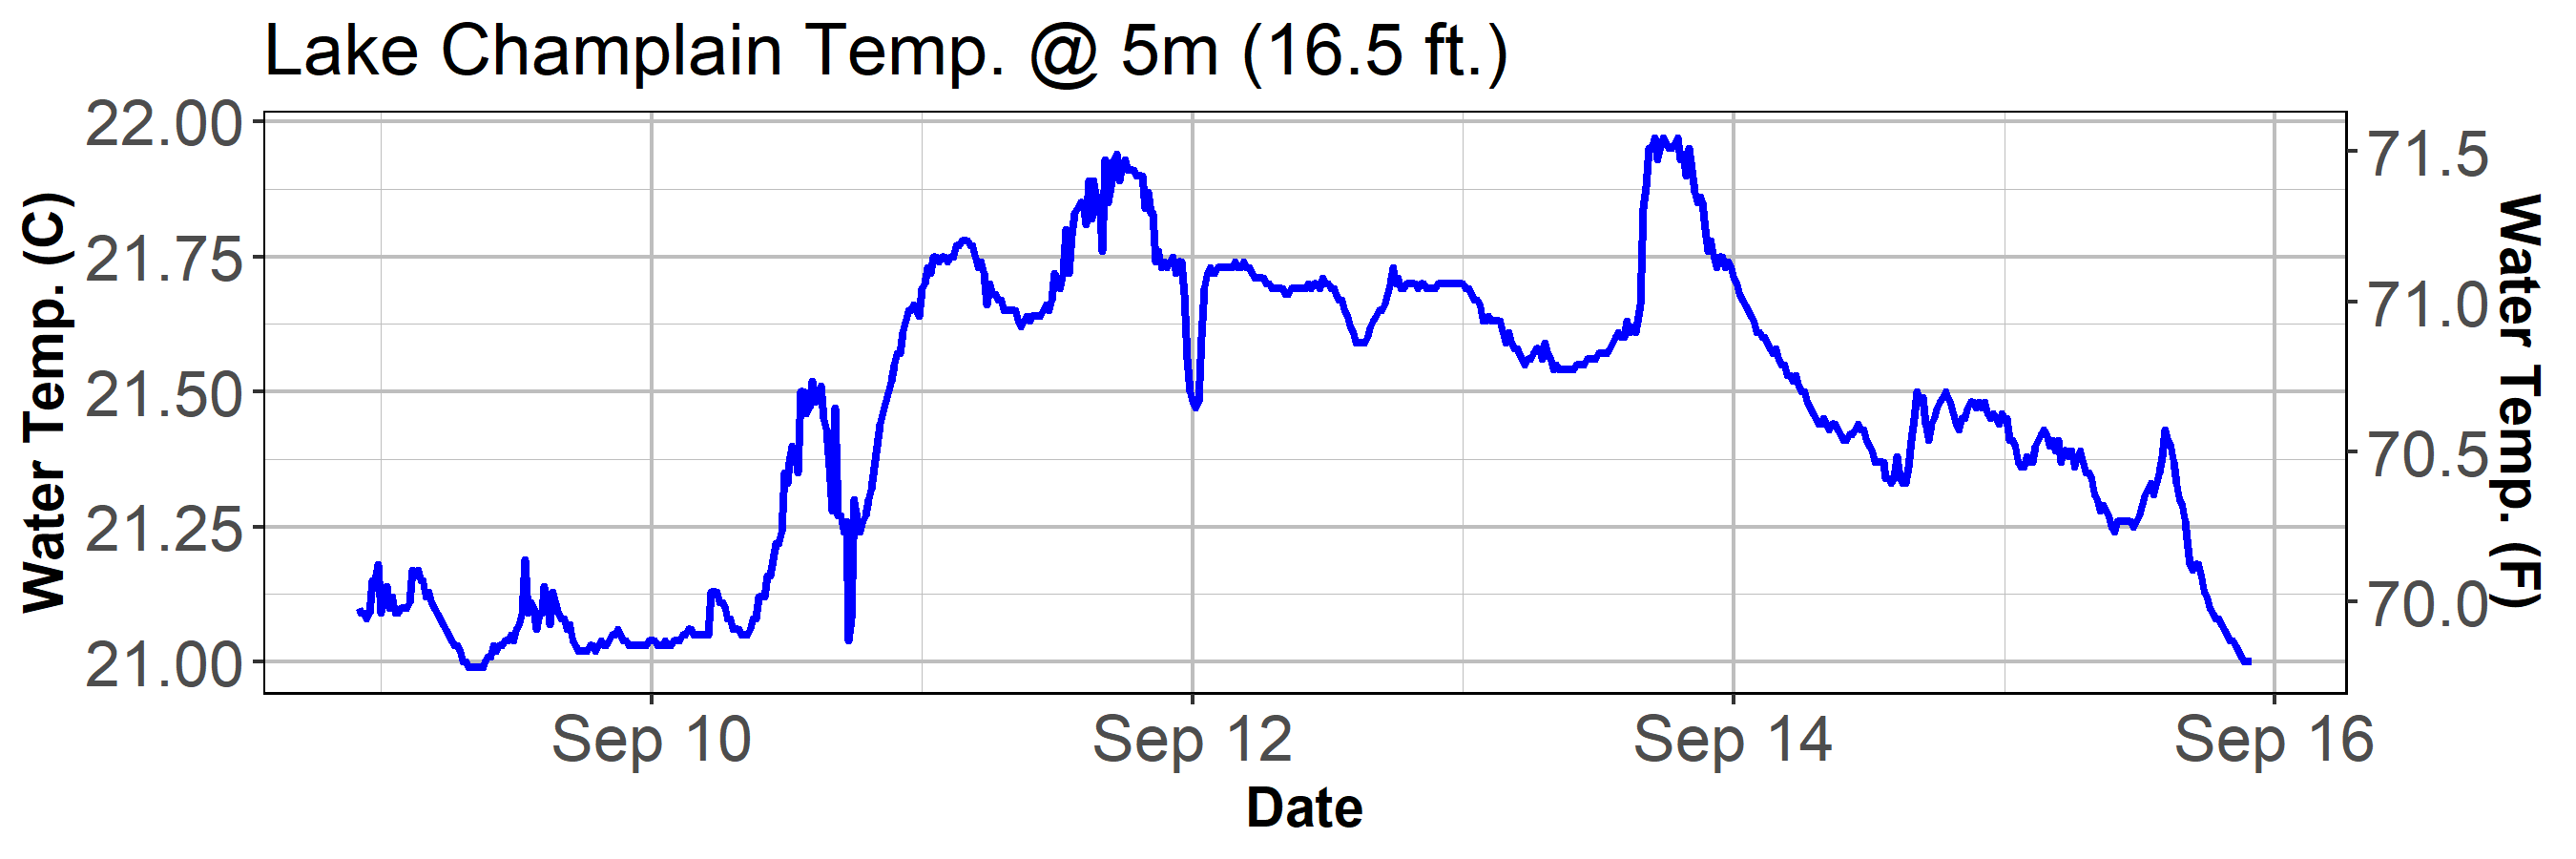 Lake Champlain Temp. @ 5m (16.5 ft.)
Water Temp. (C)
22.00
21.75
21.50
21.25
21.00
71.5
71.0
70.5
70.0
Water Temp. (F)
Sep 10 Sep 12 Sep 14 Sep 16
Date